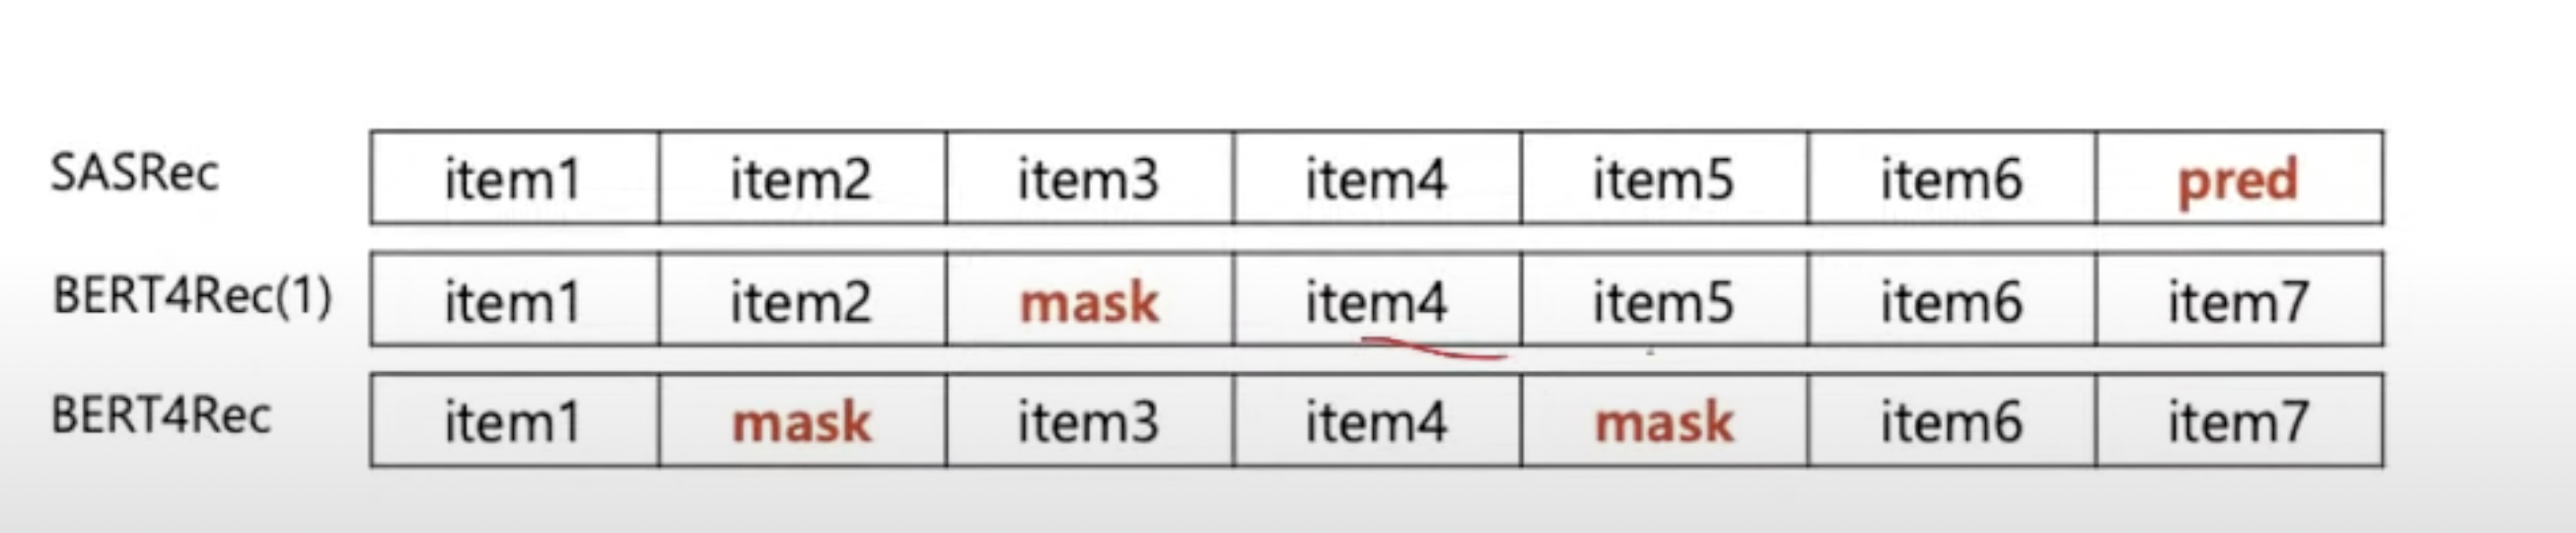 SASRec item1 item2 item3 item4 item5 item6 pred
BERT4Rec(1) item1 item2 mask item4 item5 item6 item7
BERT4Rec item1 mask item3 item4 mask item6 item7